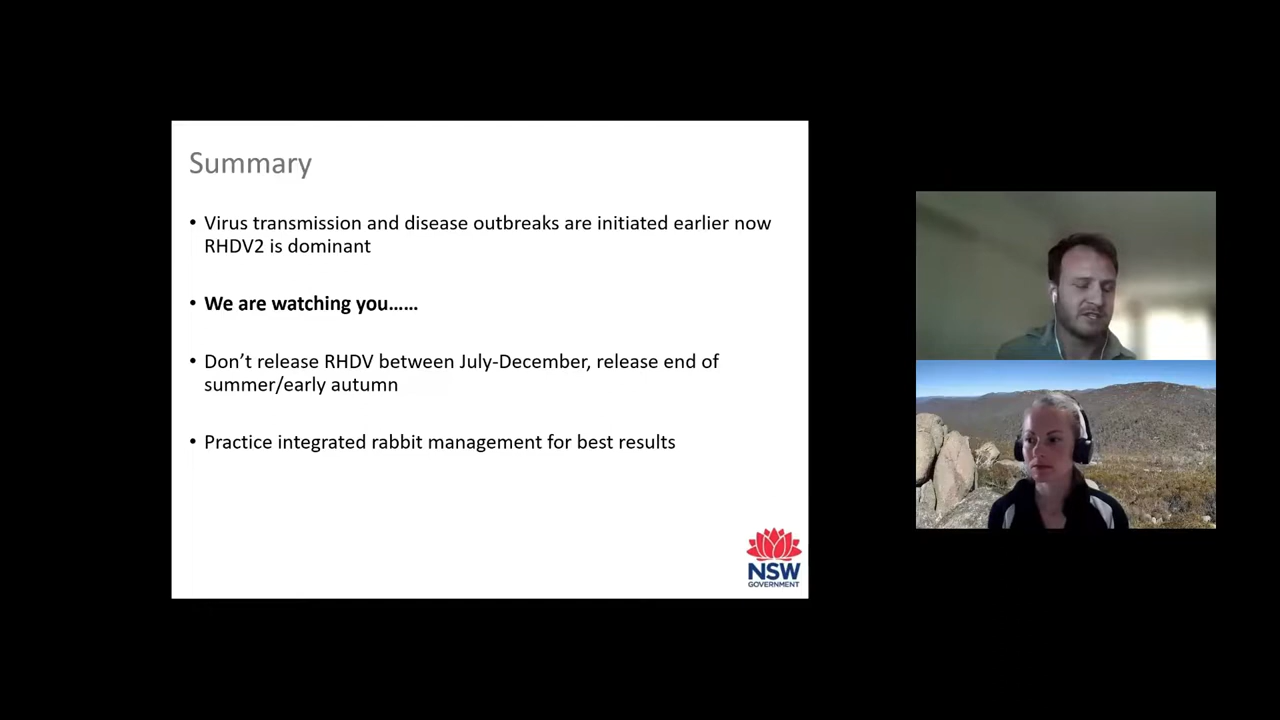 Summary
• Virus transmission and disease outbreaks are initiated earlier now
RHDV2 is dominant
• We are watching you……
• Don’t release RHDV between July-December, release end of
summer/early autumn
• Practice integrated rabbit management for best results
NSW
GOVERNMENT